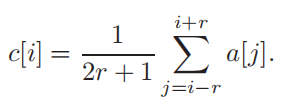 c[i] = \frac{1}{2r + 1} \sum_{j=i-r}^{i+r} a[j].